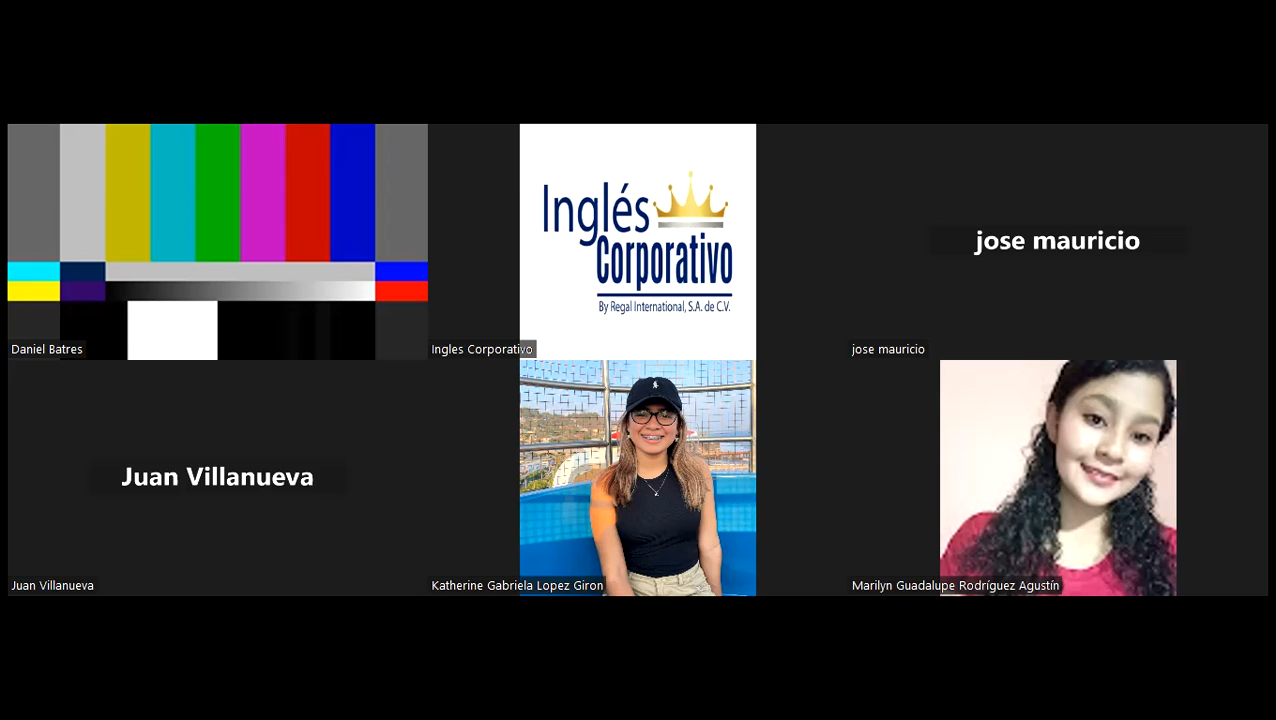 Inglés
Corporativo
By Regal International, S.A. de C.V.
jose mauricio
Daniel Batres
Ingles Corporativo
jose mauricio
Juan Villanueva
Juan Villanueva
Katherine Gabriela Lopez Giron
Marilyn Guadalupe Rodríguez Agustín